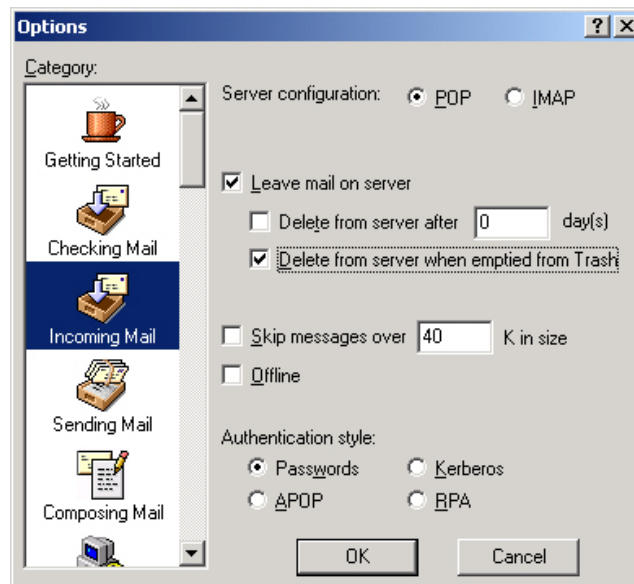 Options
Category:
Getting Started
Checking Mail
Incoming Mail
Sending Mail
Composing Mail
Server configuration: POP IMAP
Leave mail on server
Delete from server after 0 day(s)
Delete from server when emptied from Trash
Skip messages over 40 K in size
Offline
Authentication style:
Passwords Kerberos
APOP RPA
OK Cancel